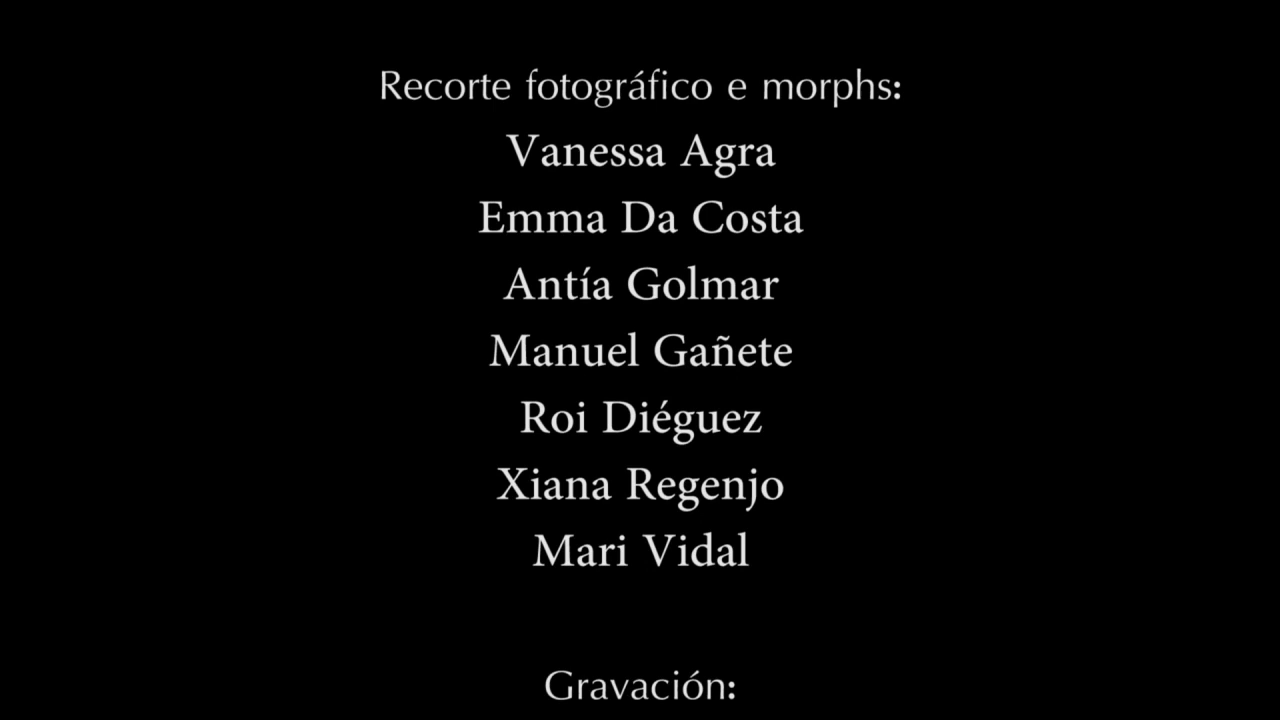 Recorte fotográfico e morphs:
Vanessa Agra
Emma Da Costa
Antía Golmar
Manuel Gañete
Roi Diéguez
Xiana Regenjo
Mari Vidal
Gravación: